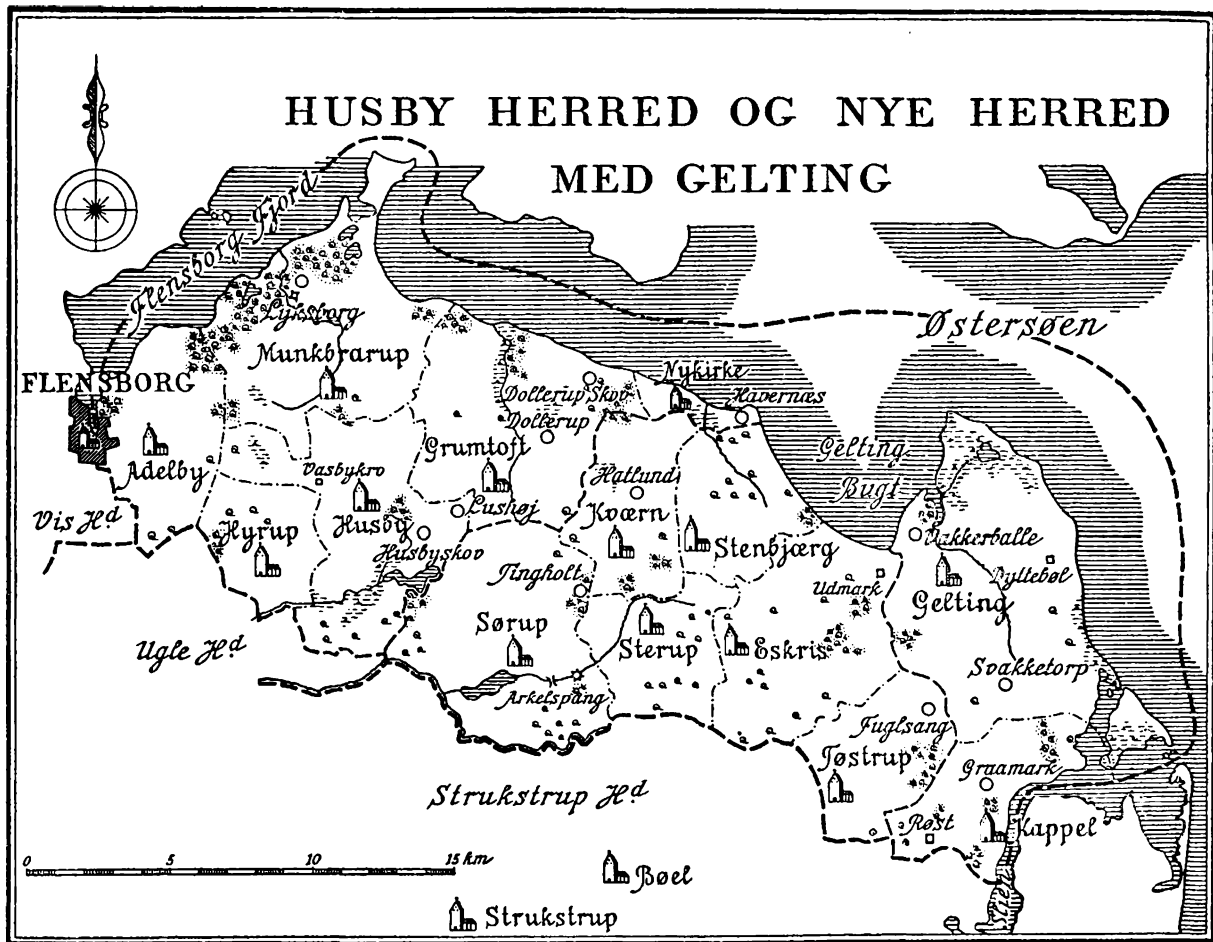 HUSBY HERRED OG NYE HERRED
MED GELTING
Flensborg Fjord
Østersøen
Lyksborg
Munkbrarup
FLENSBORG
Nykirke
Dollerup Skov
Havernæs
Dollerup
Adelby
Grumtoft
Gelting
Bugt
Vasbykro
Hatlund
Lushøj
Vis Hd
Husby
Kværn
Hyrup
Husbyskov
Stenbjærg
Vakkerballe
Tingholt
Udmark
Dyttebøl
Gelting
Sørup
Sterup
Eskris
Ugle Hd
Svakketorp
Arkelspang
Fuglsang
Tøstrup
Graamark
Strukstrup Hd
Røst
Kappel
0 5 10 15 km
Bøel
Slien
Strukstrup